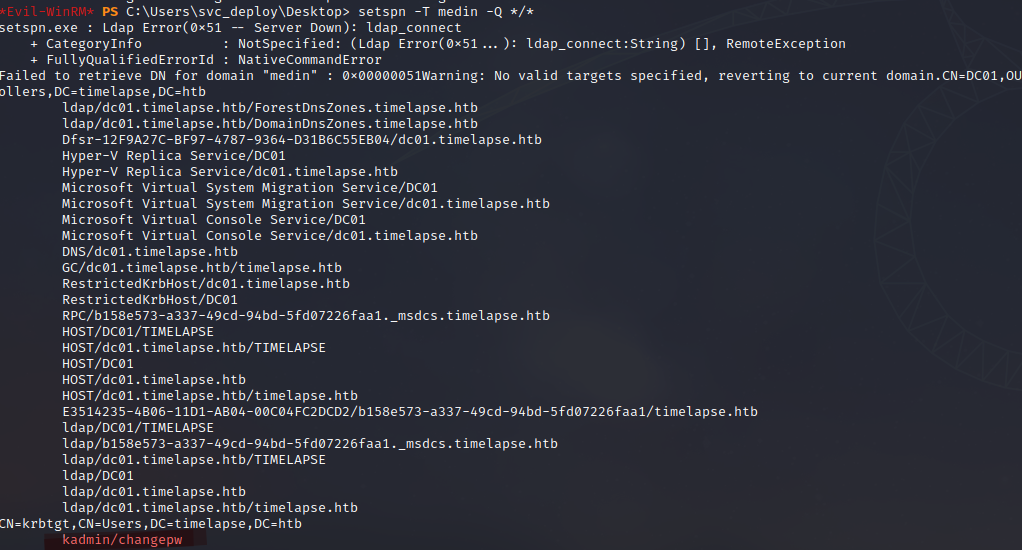 *Evil-WinRM* PS C:\Users\svc_deploy\Desktop> setspn -T medin -Q */*
setspn.exe : Ldap Error(0x51 -- Server Down): ldap_connect
    + CategoryInfo          : NotSpecified: (Ldap Error(0x51...): ldap_connect:String) [], RemoteException
    + FullyQualifiedErrorId : NativeCommandError
Failed to retrieve DN for domain "medin" : 0x00000051Warning: No valid targets specified, reverting to current domain.CN=DC01,OU
ollers,DC=timelapse,DC=htb
        ldap/dc01.timelapse.htb/ForestDnsZones.timelapse.htb
        ldap/dc01.timelapse.htb/DomainDnsZones.timelapse.htb
        Dfsr-12F9A27C-BF97-4787-9364-D31B6C55EB04/dc01.timelapse.htb
        Hyper-V Replica Service/DC01
        Hyper-V Replica Service/dc01.timelapse.htb
        Microsoft Virtual System Migration Service/DC01
        Microsoft Virtual System Migration Service/dc01.timelapse.htb
        Microsoft Virtual Console Service/DC01
        Microsoft Virtual Console Service/dc01.timelapse.htb
        DNS/dc01.timelapse.htb
        GC/dc01.timelapse.htb/timelapse.htb
        RestrictedKrbHost/dc01.timelapse.htb
        RestrictedKrbHost/DC01
        RPC/b158e573-a337-49cd-94bd-5fd07226faa1._msdcs.timelapse.htb
        HOST/DC01/TIMELAPSE
        HOST/dc01.timelapse.htb/TIMELAPSE
        HOST/DC01
        HOST/dc01.timelapse.htb
        HOST/dc01.timelapse.htb/timelapse.htb
        E3514235-4B06-11D1-AB04-00C04FC2DCD2/b158e573-a337-49cd-94bd-5fd07226faa1/timelapse.htb
        ldap/DC01/TIMELAPSE
        ldap/b158e573-a337-49cd-94bd-5fd07226faa1._msdcs.timelapse.htb
        ldap/dc01.timelapse.htb/TIMELAPSE
        ldap/DC01
        ldap/dc01.timelapse.htb
        ldap/dc01.timelapse.htb/timelapse.htb
CN=krbtgt,CN=Users,DC=timelapse,DC=htb
        kadmin/changepw